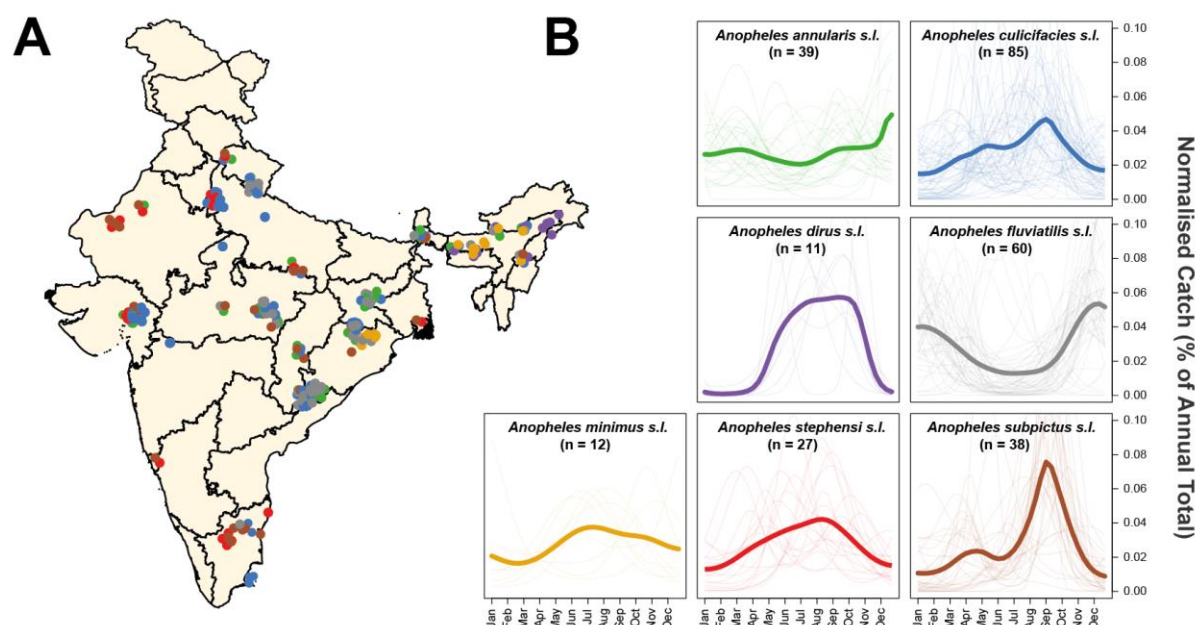 A
B
Anopheles annularis s.l.
(n = 39)
Anopheles culicifacies s.l.
(n = 85)
0.10
0.08
0.06
0.04
0.02
0.00
Anopheles dirus s.l.
(n = 11)
Anopheles fluviatilis s.l.
(n = 60)
0.10
0.08
0.06
0.04
0.02
0.00
Anopheles minimus s.l.
(n = 12)
Anopheles stephensi s.l.
(n = 27)
Anopheles subpictus s.l.
(n = 38)
0.10
0.08
0.06
0.04
0.02
0.00
Normalised Catch (% of Annual Total)
Jan Feb Mar Apr May Jun Jul Aug Sep Oct Nov Dec
Jan Feb Mar Apr May Jun Jul Aug Sep Oct Nov Dec
Jan Feb Mar Apr May Jun Jul Aug Sep Oct Nov Dec